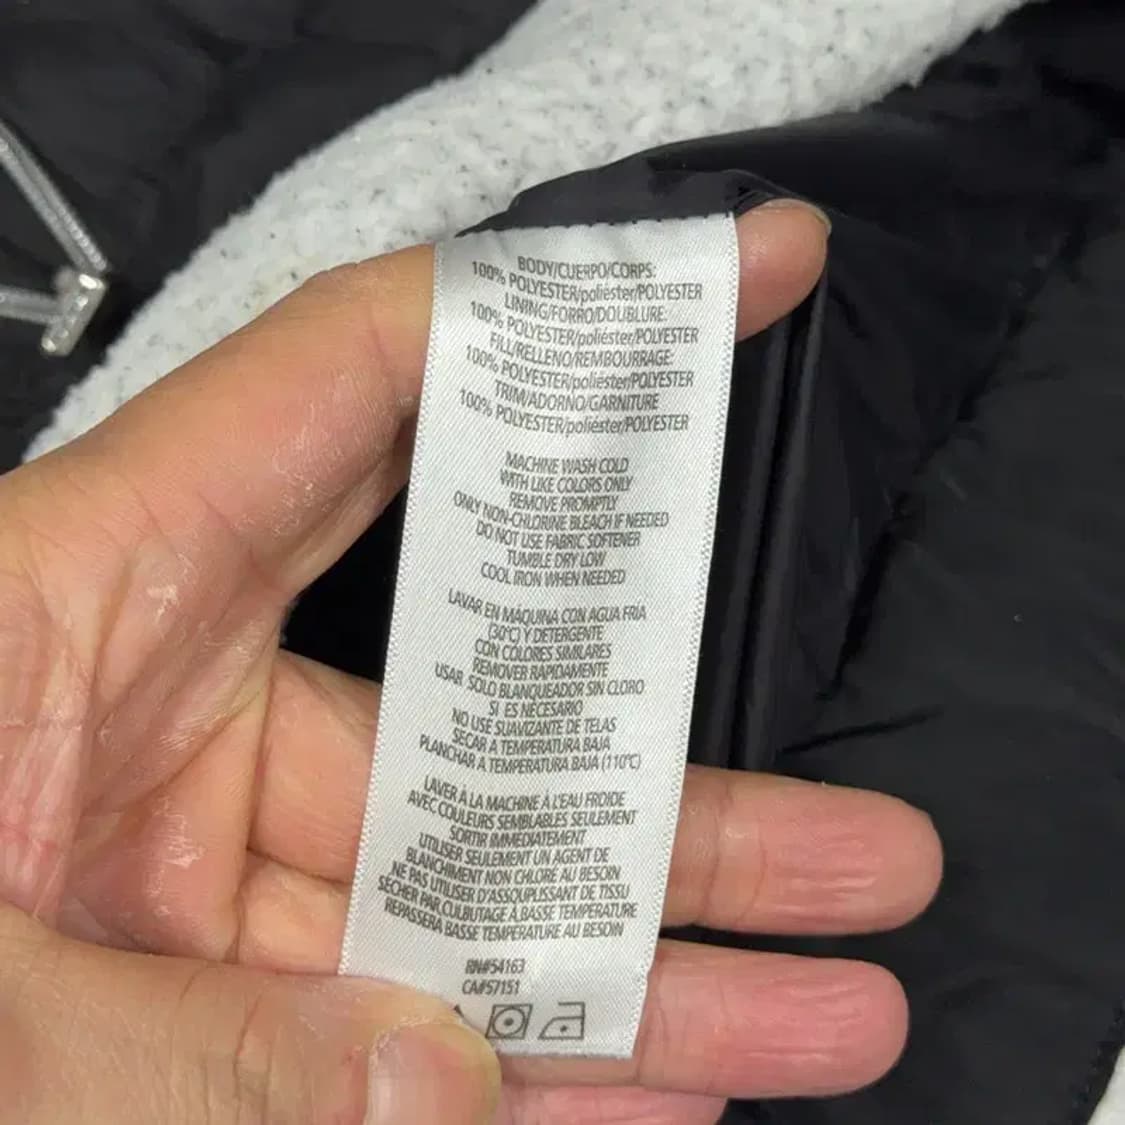 BODY/CUERPO/CORPS:
100% POLYESTER/poliéster/POLYESTER
LINING/FORRO/DOUBLURE:
100% POLYESTER/poliéster/POLYESTER
FILL/RELLENO/REMBOURRAGE:
100% POLYESTER/poliéster/POLYESTER
TRIM/ADORNO/GARNITURE
100% POLYESTER/poliéster/POLYESTER
MACHINE WASH COLD
WITH LIKE COLORS ONLY
REMOVE PROMPTLY
ONLY NON-CHLORINE BLEACH IF NEEDED
DO NOT USE FABRIC SOFTENER
TUMBLE DRY LOW
COOL IRON WHEN NEEDED
LAVAR EN MÁQUINA CON AGUA FRIA
(30°C) Y DETERGENTE
CON COLORES SIMILARES
REMOVER RAPIDAMENTE
USAR SOLO BLANQUEADOR SIN CLORO
SI ES NECESARIO
NO USE SUAVIZANTE DE TELAS
SECAR A TEMPERATURA BAJA
PLANCHAR A TEMPERATURA BAJA (110°C)
LAVER À LA MACHINE À L'EAU FROIDE
AVEC COULEURS SEMBLABLES SEULEMENT
SORTIR IMMÉDIATEMENT
UTILISER SEULEMENT UN AGENT DE
BLANCHIMENT NON CHLORÉ AU BESOIN
NE PAS UTILISER D'ASSOUPLISSANT DE TISSU
SÉCHER PAR CULBUTAGE À BASSE TEMPERATURE
REPASSER À BASSE TEMPERATURE AU BESOIN
RN#54163
CA#57151